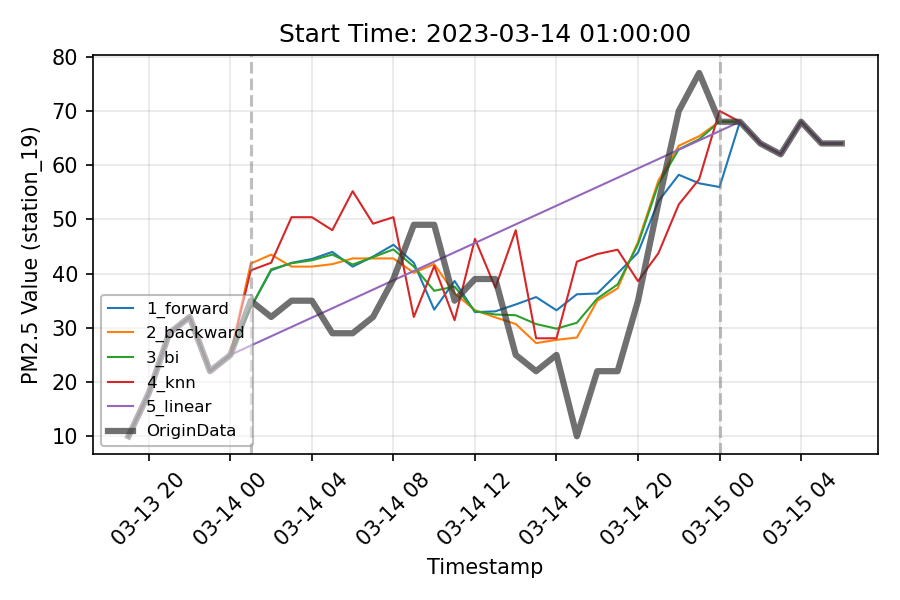 Start Time: 2023-03-14 01:00:00
PM2.5 Value (station_19)
80
70
60
50
40
30
20
10
1_forward
2_backward
3_bi
4_knn
5_linear
OriginData
03-13 20
03-14 00
03-14 04
03-14 08
03-14 12
03-14 16
03-14 20
03-15 00
03-15 04
Timestamp